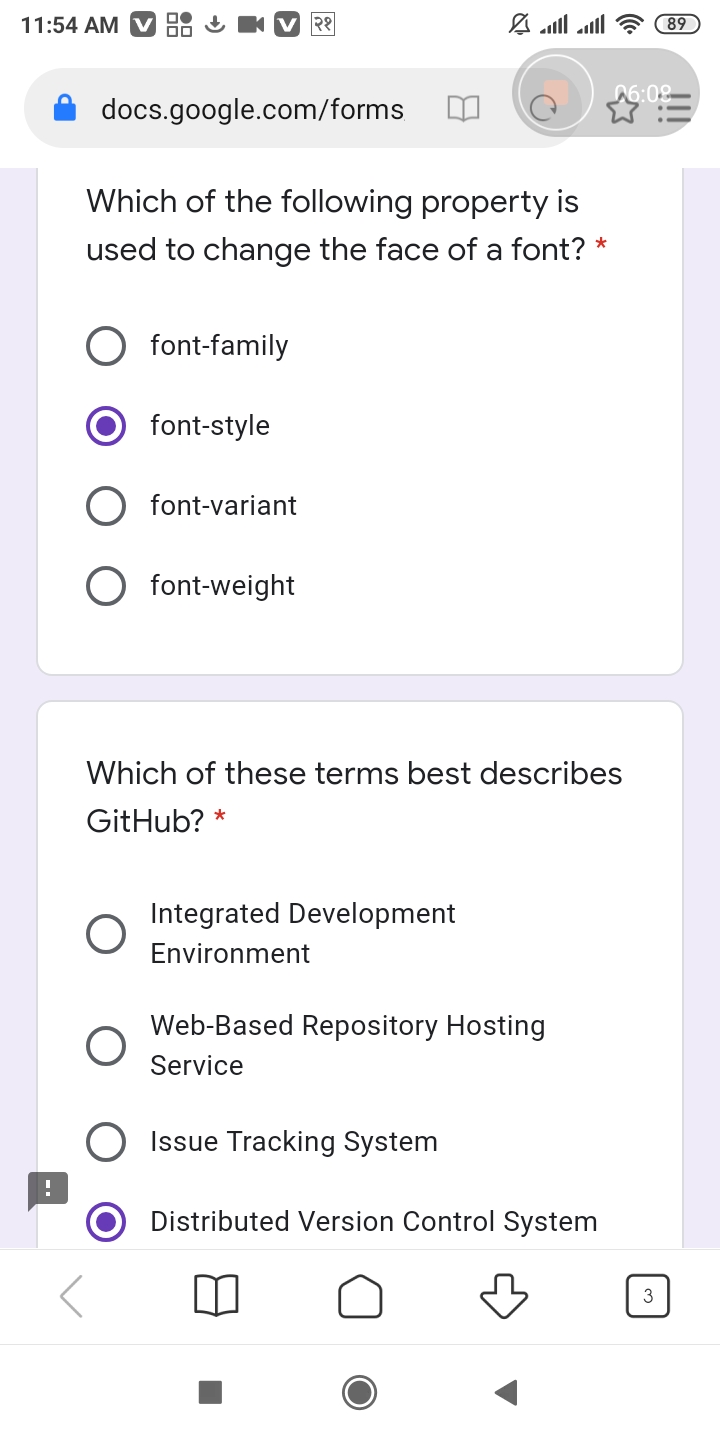 11:54 AM V V २१ 89
docs.google.com/forms 06:08
Which of the following property is
used to change the face of a font? *
font-family
font-style
font-variant
font-weight
Which of these terms best describes
GitHub? *
Integrated Development
Environment
Web-Based Repository Hosting
Service
Issue Tracking System
!
Distributed Version Control System
3